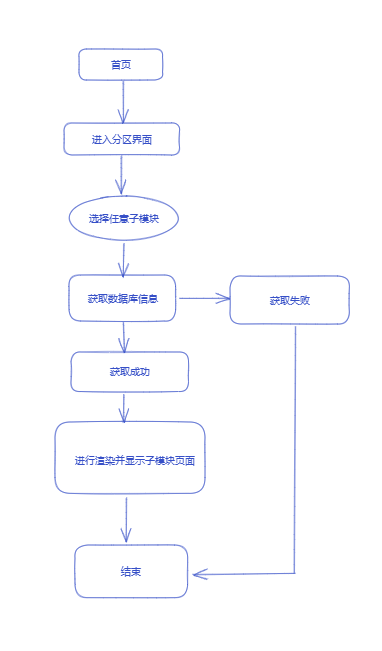 首页
进入分区界面
选择任意子模块
获取数据库信息
获取失败
获取成功
进行渲染并显示子模块页面
结束